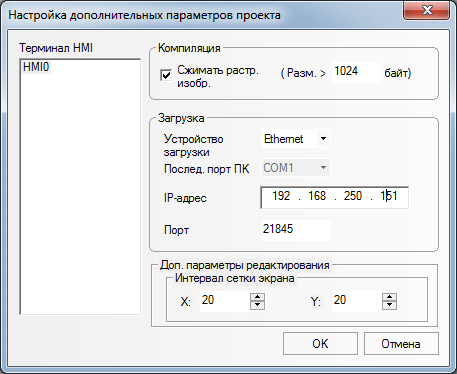 Настройка дополнительных параметров проекта
Терминал HMI
HMI0
Компиляция
Сжимать растр. изобр.
( Разм. > 1024 байт)
Загрузка
Устройство загрузки
Ethernet
Послед. порт ПК
COM1
IP-адрес
192 . 168 . 250 . 151
Порт
21845
Доп. параметры редактирования
Интервал сетки экрана
X: 20 Y: 20
OK Отмена